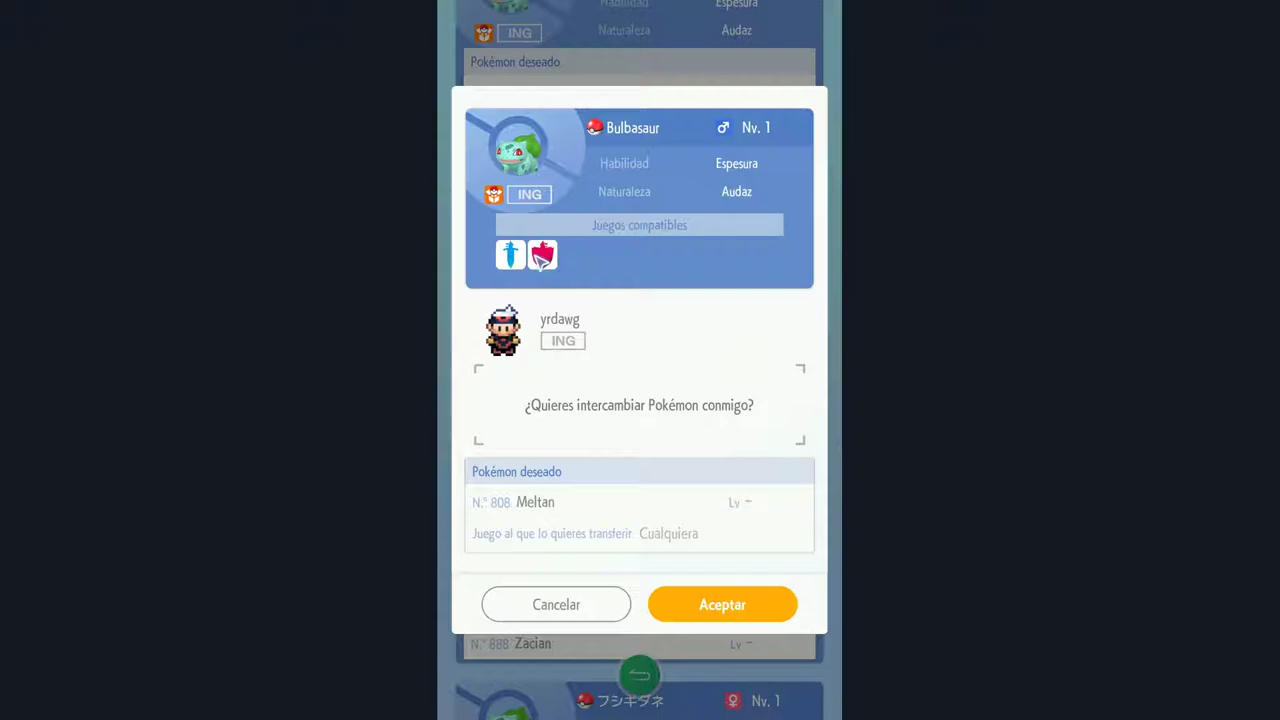 Habilidad Espesura
ING Naturaleza Audaz
Pokémon deseado
Bulbasaur ♂ Nv. 1
Habilidad Espesura
ING Naturaleza Audaz
Juegos compatibles
yrdawg
ING
¿Quieres intercambiar Pokémon conmigo?
Pokémon deseado
N.º 808 Meltan Lv –
Juego al que lo quieres transferir Cualquiera
Cancelar Aceptar
N.º 888 Zacian Lv –
フシギダネ ♀ Nv. 1